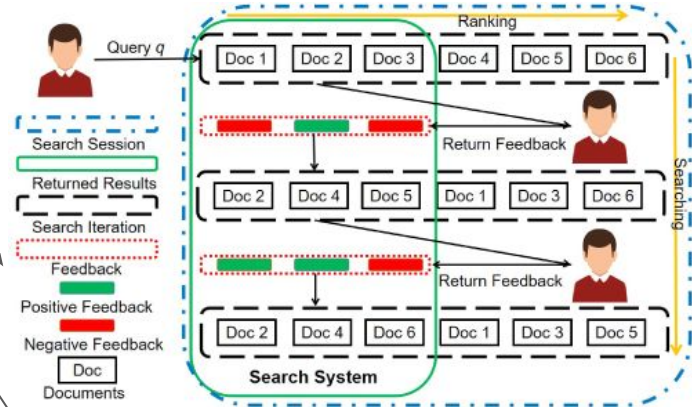 Ranking
Query q
Doc 1 Doc 2 Doc 3 Doc 4 Doc 5 Doc 6
Return Feedback
Search Session
Returned Results
Doc 2 Doc 4 Doc 5 Doc 1 Doc 3 Doc 6
Searching
Search Iteration
Feedback
Return Feedback
Positive Feedback
Doc 2 Doc 4 Doc 6 Doc 1 Doc 3 Doc 5
Negative Feedback
Doc
Search System
Documents